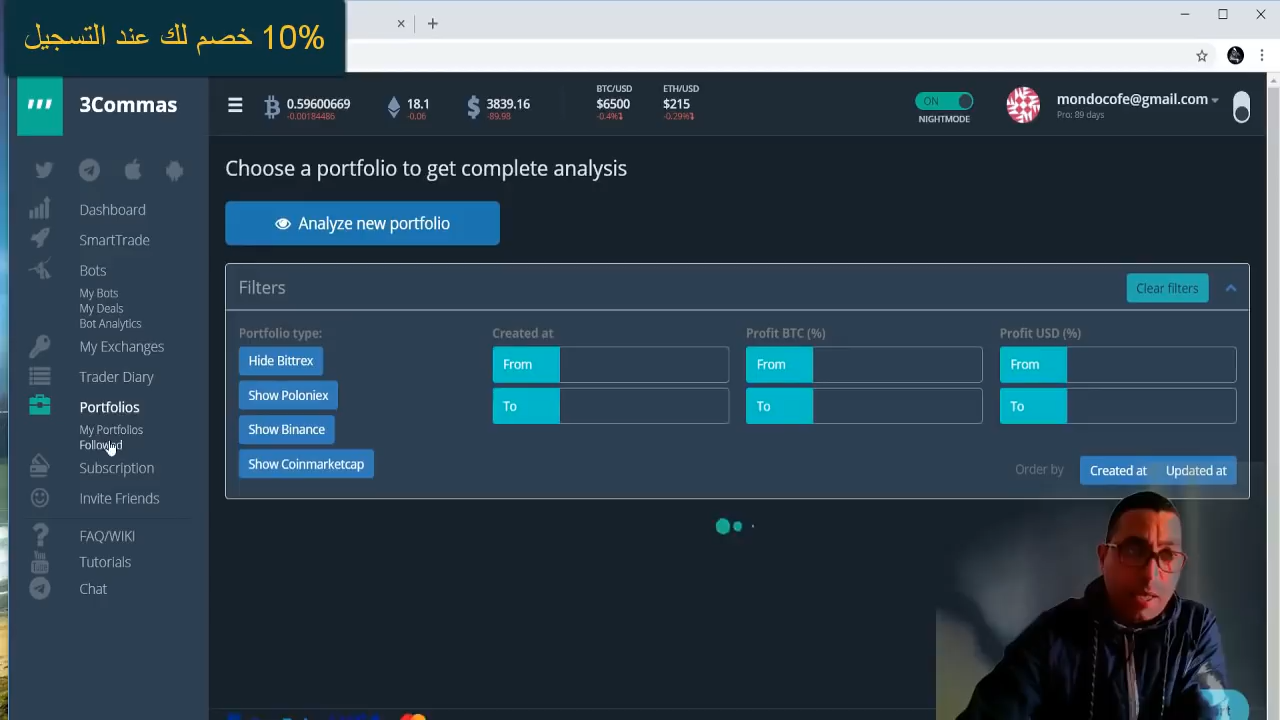 10% خصم لك عند التسجيل
3Commas
0.59600669
-0.00184486
18.1
-0.06
3839.16
-89.98
BTC/USD
$6500
-0.4%
ETH/USD
$215
-0.29%
ON
NIGHTMODE
mondocofe@gmail.com
Pro: 89 days
Dashboard
SmartTrade
Bots
My Bots
My Deals
Bot Analytics
My Exchanges
Trader Diary
Portfolios
My Portfolios
Followed
Subscription
Invite Friends
FAQ/WIKI
Tutorials
Chat
Choose a portfolio to get complete analysis
Analyze new portfolio
Filters
Clear filters
Portfolio type:
Hide Bittrex
Show Poloniex
Show Binance
Show Coinmarketcap
Created at
From
To
Profit BTC (%)
From
To
Profit USD (%)
From
To
Order by
Created at
Updated at